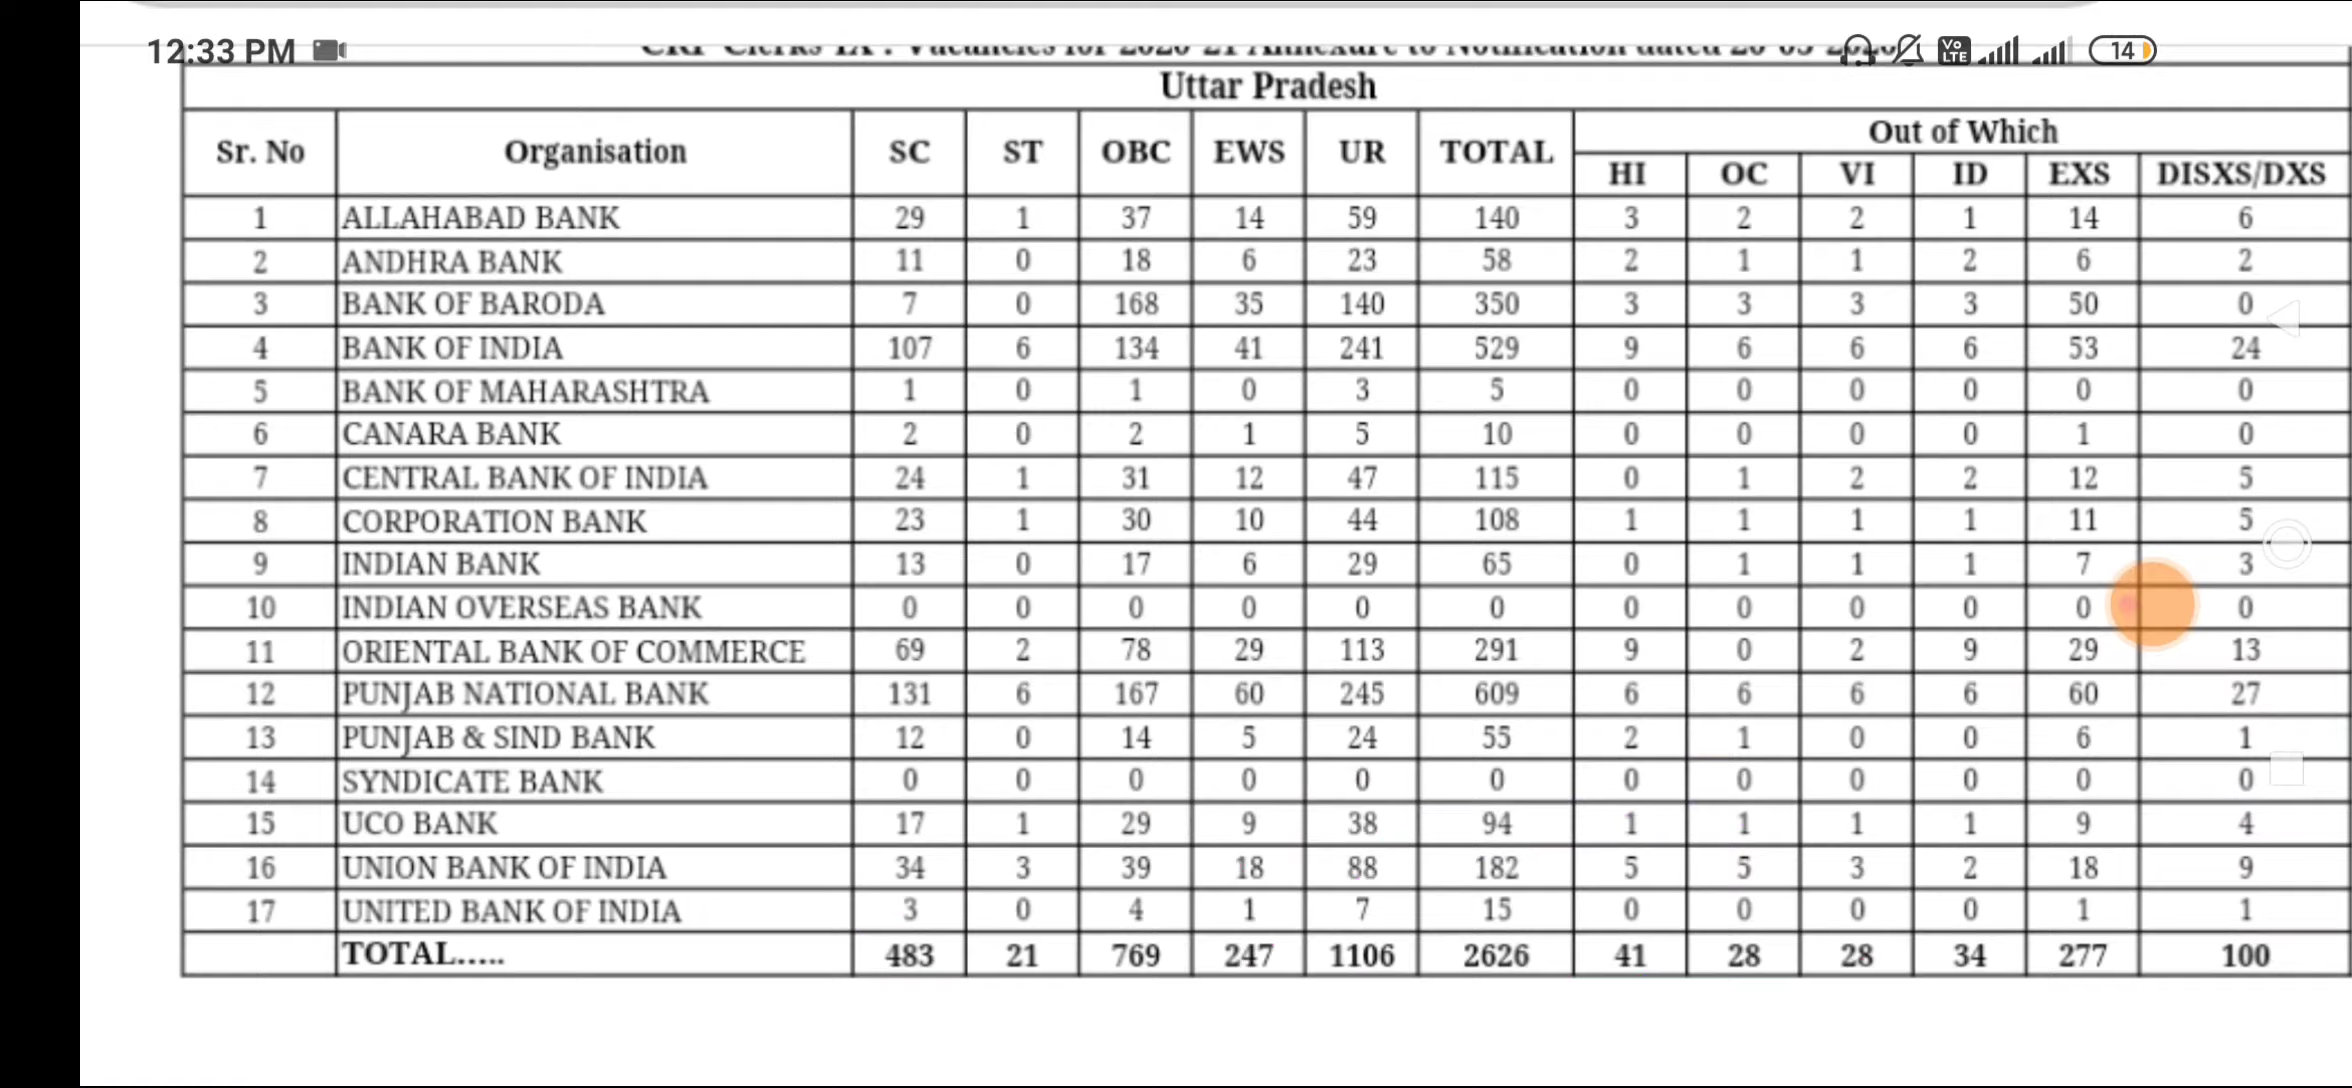 12:33 PM
CRP Clerks-IX : Vacancies for 2020-21 Annexure to Notification dated
Vo LTE
14
Uttar Pradesh
Sr. No Organisation SC ST OBC EWS UR TOTAL Out of Which
HI OC VI ID EXS DISXS/DXS
1 ALLAHABAD BANK 29 1 37 14 59 140 3 2 2 1 14 6
2 ANDHRA BANK 11 0 18 6 23 58 2 1 1 2 6 2
3 BANK OF BARODA 7 0 168 35 140 350 3 3 3 3 50 0
4 BANK OF INDIA 107 6 134 41 241 529 9 6 6 6 53 24
5 BANK OF MAHARASHTRA 1 0 1 0 3 5 0 0 0 0 0 0
6 CANARA BANK 2 0 2 1 5 10 0 0 0 0 1 0
7 CENTRAL BANK OF INDIA 24 1 31 12 47 115 0 1 2 2 12 5
8 CORPORATION BANK 23 1 30 10 44 108 1 1 1 1 11 5
9 INDIAN BANK 13 0 17 6 29 65 0 1 1 1 7 3
10 INDIAN OVERSEAS BANK 0 0 0 0 0 0 0 0 0 0 0 0
11 ORIENTAL BANK OF COMMERCE 69 2 78 29 113 291 9 0 2 9 29 13
12 PUNJAB NATIONAL BANK 131 6 167 60 245 609 6 6 6 6 60 27
13 PUNJAB & SIND BANK 12 0 14 5 24 55 2 1 0 0 6 1
14 SYNDICATE BANK 0 0 0 0 0 0 0 0 0 0 0 0
15 UCO BANK 17 1 29 9 38 94 1 1 1 1 9 4
16 UNION BANK OF INDIA 34 3 39 18 88 182 5 5 3 2 18 9
17 UNITED BANK OF INDIA 3 0 4 1 7 15 0 0 0 0 1 1
TOTAL..... 483 21 769 247 1106 2626 41 28 28 34 277 100